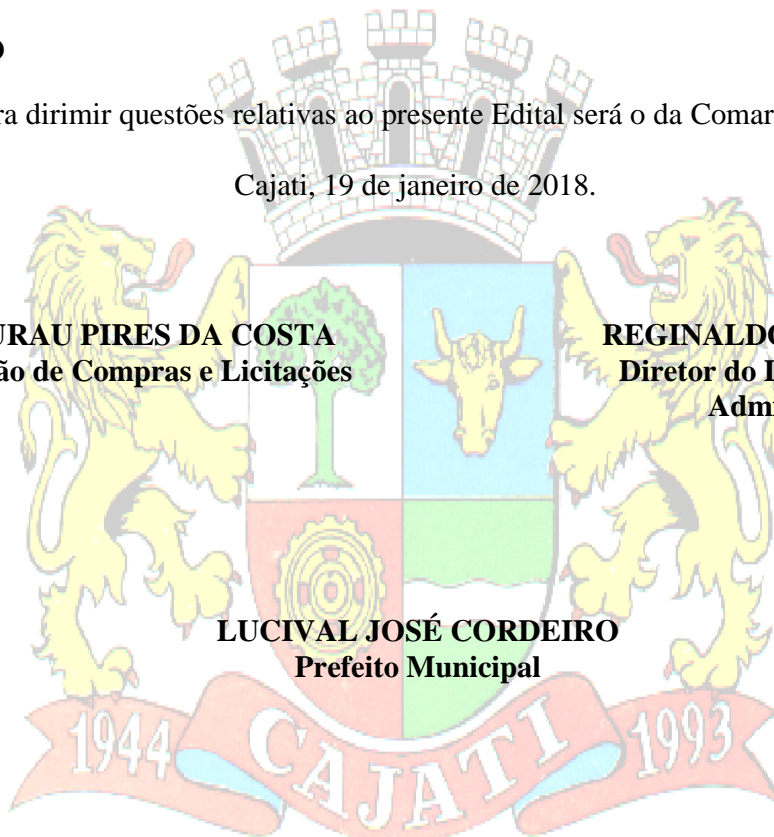 ra dirimir questões relativas ao presente Edital será o da Comar
Cajati, 19 de janeiro de 2018.
URAU PIRES DA COSTA
ão de Compras e Licitações
REGINALDO
Diretor do
Admi
LUCIVAL JOSÉ CORDEIRO
Prefeito Municipal
1944 CAJATI 1993